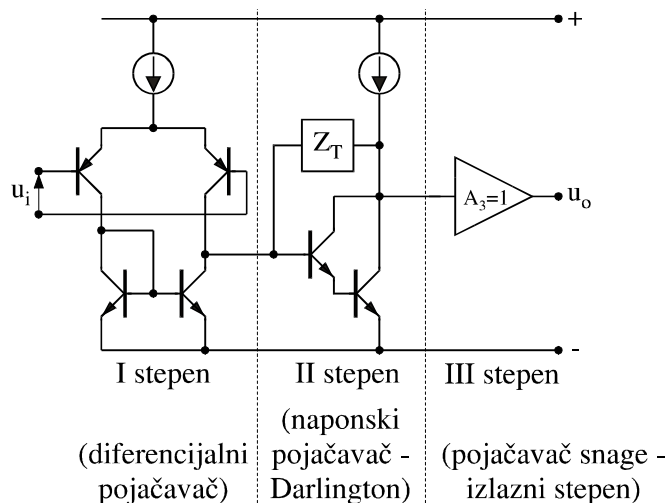 +
Z_T
u_i
A_3=1
u_o
-
I stepen
II stepen
III stepen
(diferencijalni
pojačavač)
(naponski
pojačavač -
Darlington)
(pojačavač snage -
izlazni stepen)